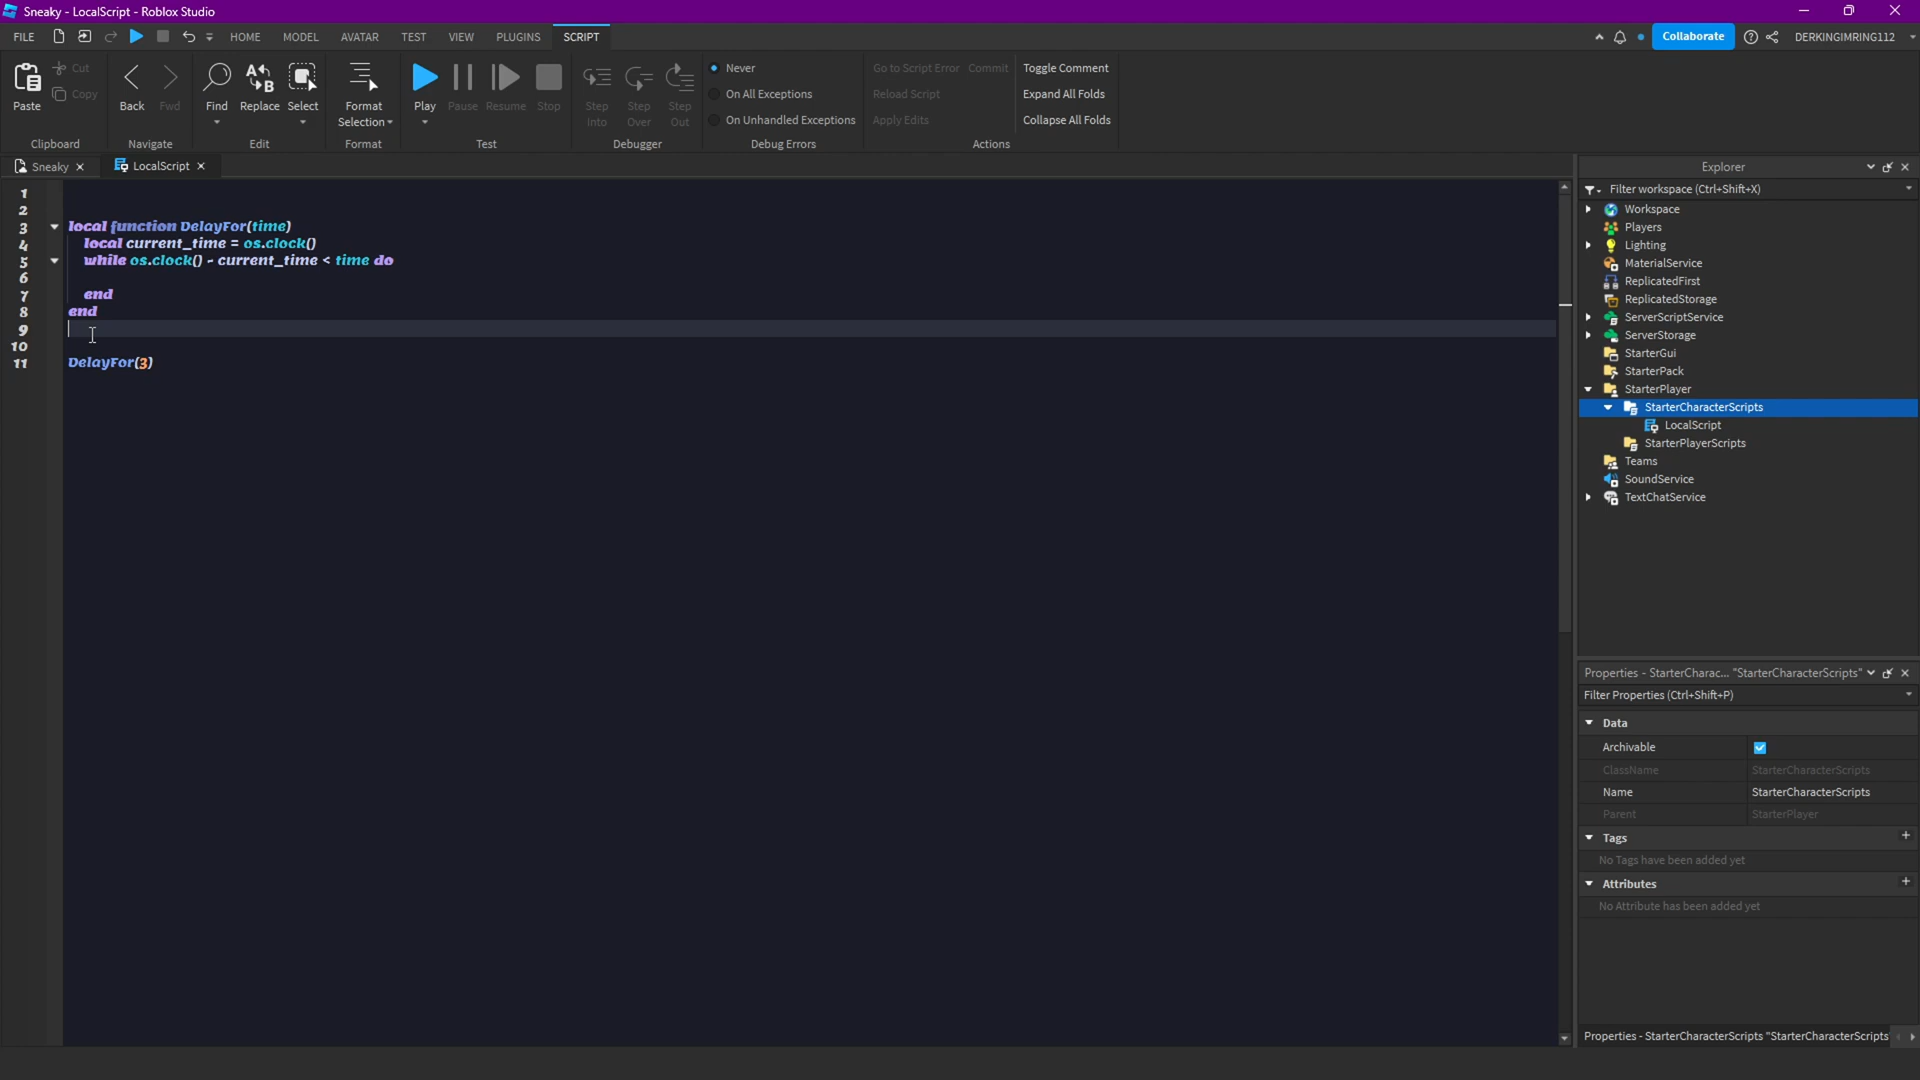 Sneaky - LocalScript - Roblox Studio
FILE HOME MODEL AVATAR TEST VIEW PLUGINS SCRIPT Collaborate DERKINGIMRING112
Paste Cut Copy
Clipboard
Back Fwd
Navigate
Find Replace Select
Edit
Format Selection
Format
Play Pause Resume Stop
Test
Step Into Step Over Step Out
Debugger
Never
On All Exceptions
On Unhandled Exceptions
Debug Errors
Go to Script Error Commit
Reload Script
Apply Edits
Toggle Comment
Expand All Folds
Collapse All Folds
Actions
Sneaky LocalScript
1
2
3 local function DelayFor(time)
4 local current_time = os.clock()
5 while os.clock() - current_time < time do
6
7 end
8 end
9
10
11 DelayFor(3)
Explorer
Filter workspace (Ctrl+Shift+X)
Workspace
Players
Lighting
MaterialService
ReplicatedFirst
ReplicatedStorage
ServerScriptService
ServerStorage
StarterGui
StarterPack
StarterPlayer
StarterCharacterScripts
LocalScript
StarterPlayerScripts
Teams
SoundService
TextChatService
Properties - StarterCharac... "StarterCharacterScripts"
Filter Properties (Ctrl+Shift+P)
Data
Archivable
ClassName StarterCharacterScripts
Name StarterCharacterScripts
Parent StarterPlayer
Tags +
No Tags have been added yet
Attributes +
No Attribute has been added yet
Properties - StarterCharacterScripts "StarterCharacterScripts